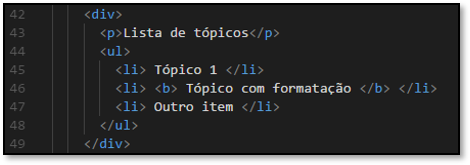 42 <div>
43 <p>Lista de tópicos</p>
44 <ul>
45 <li> Tópico 1 </li>
46 <li> <b> Tópico com formatação </b> </li>
47 <li> Outro item </li>
48 </ul>
49 </div>